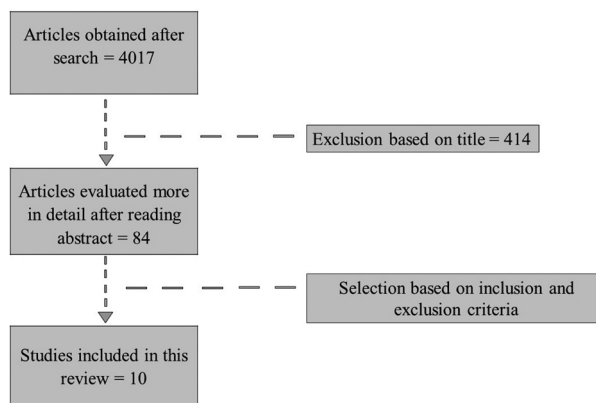 Articles obtained after
search = 4017
Exclusion based on title = 414
Articles evaluated more
in detail after reading
abstract = 84
Selection based on inclusion and
exclusion criteria
Studies included in this
review = 10